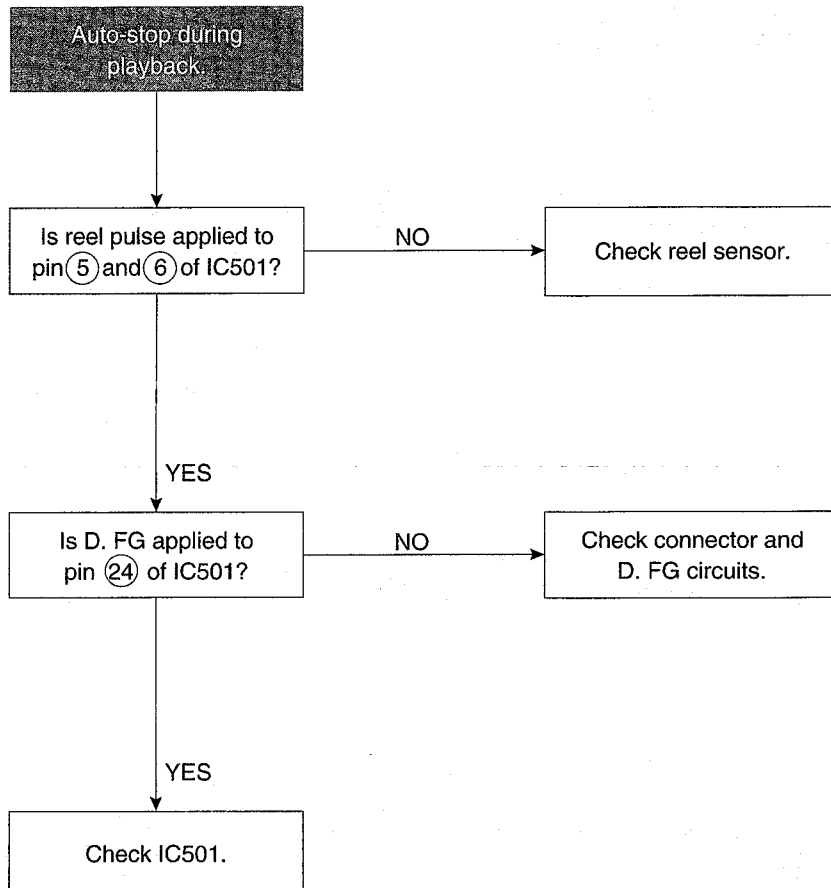 Auto-stop during
playback.
Is reel pulse applied to
pin 5 and 6 of IC501?
NO
Check reel sensor.
YES
Is D. FG applied to
pin 24 of IC501?
NO
Check connector and
D. FG circuits.
YES
Check IC501.